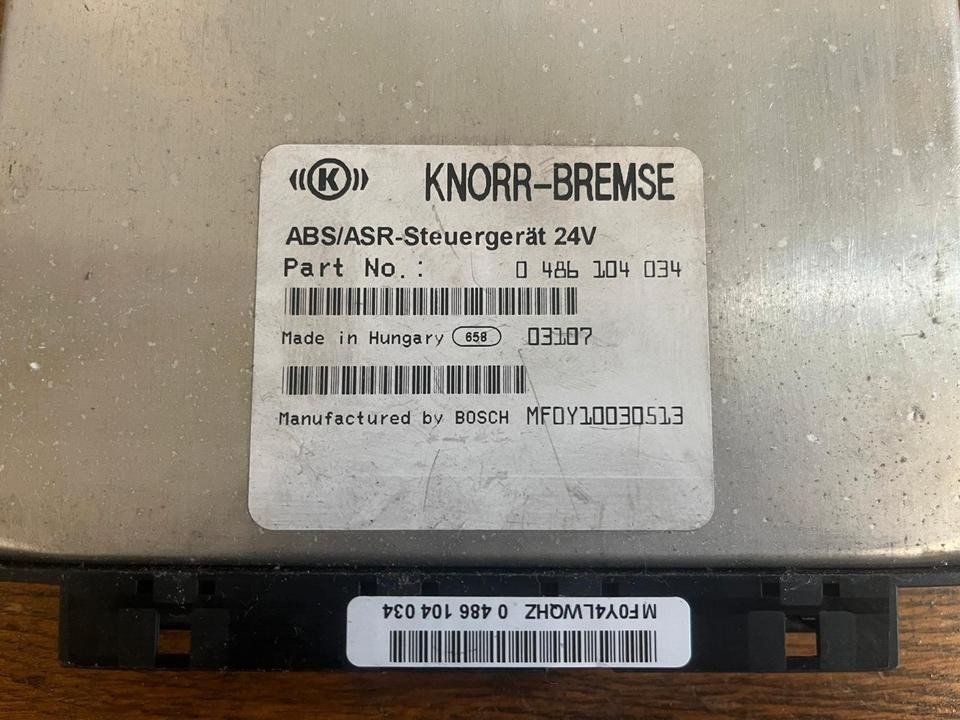 K KNORR-BREMSE
ABS/ASR-Steuergerät 24V
Part No.: 0 486 104 034
Made in Hungary 658 03107
Manufactured by BOSCH MF0Y10030513
MF0Y4LWQHZ 0 486 104 034